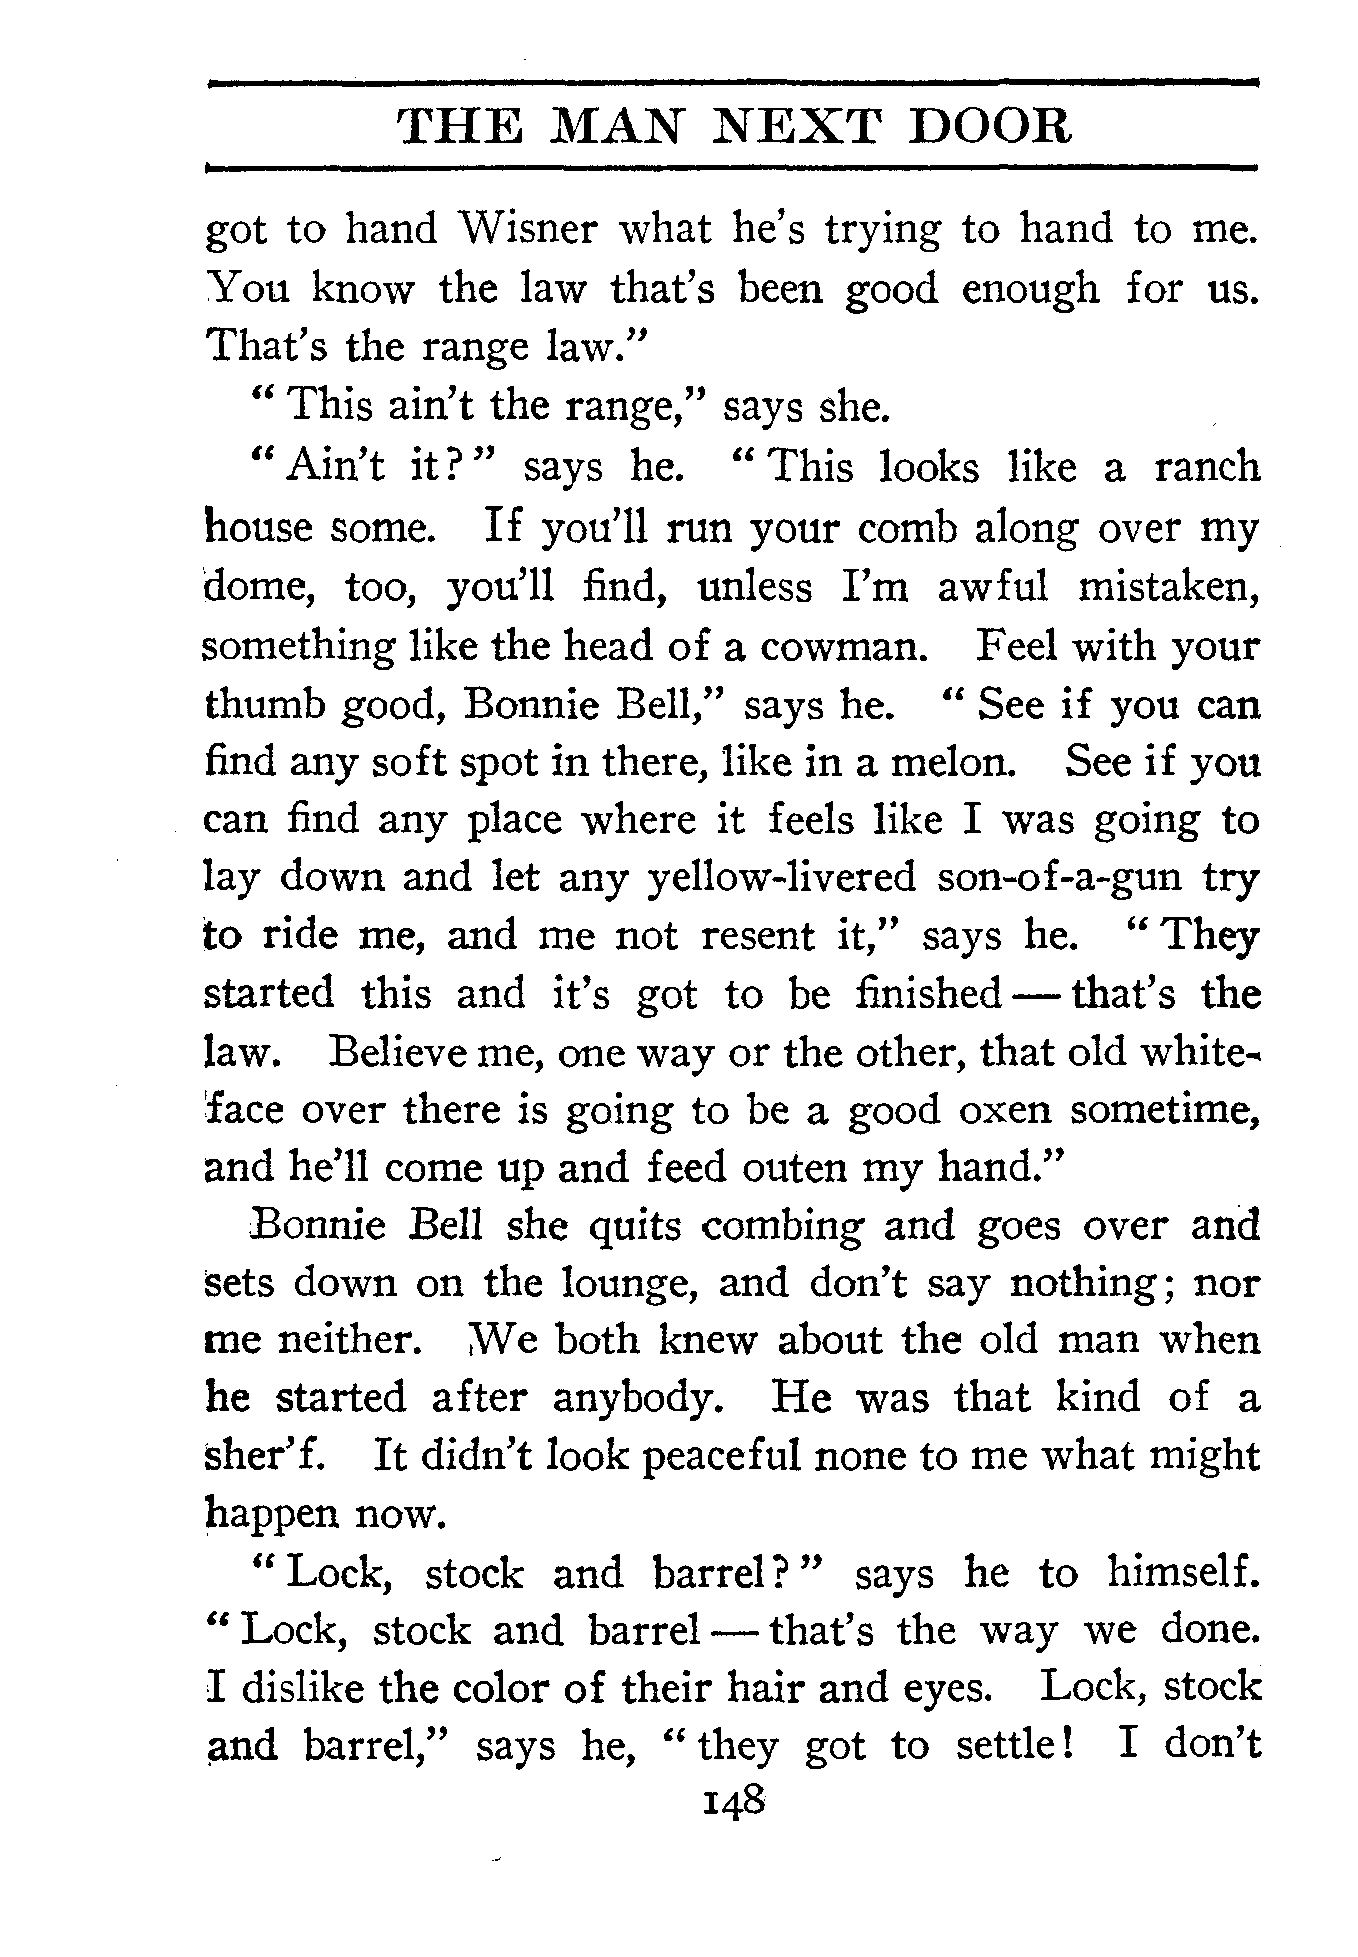 THE MAN NEXT DOOR
got to hand Wisner what he's trying to hand to me.
You know the law that's been good enough for us.
That's the range law."
" This ain't the range," says she.
" Ain't it? " says he. " This looks like a ranch
house some. If you'll run your comb along over my
dome, too, you'll find, unless I'm awful mistaken,
something like the head of a cowman. Feel with your
thumb good, Bonnie Bell," says he. " See if you can
find any soft spot in there, like in a melon. See if you
can find any place where it feels like I was going to
lay down and let any yellow-livered son-of-a-gun try
to ride me, and me not resent it," says he. " They
started this and it's got to be finished — that's the
law. Believe me, one way or the other, that old white-
face over there is going to be a good oxen sometime,
and he'll come up and feed outen my hand."
Bonnie Bell she quits combing and goes over and
sets down on the lounge, and don't say nothing; nor
me neither. We both knew about the old man when
he started after anybody. He was that kind of a
sher'f. It didn't look peaceful none to me what might
happen now.
" Lock, stock and barrel? " says he to himself.
" Lock, stock and barrel — that's the way we done.
I dislike the color of their hair and eyes. Lock, stock
and barrel," says he, " they got to settle! I don't
148